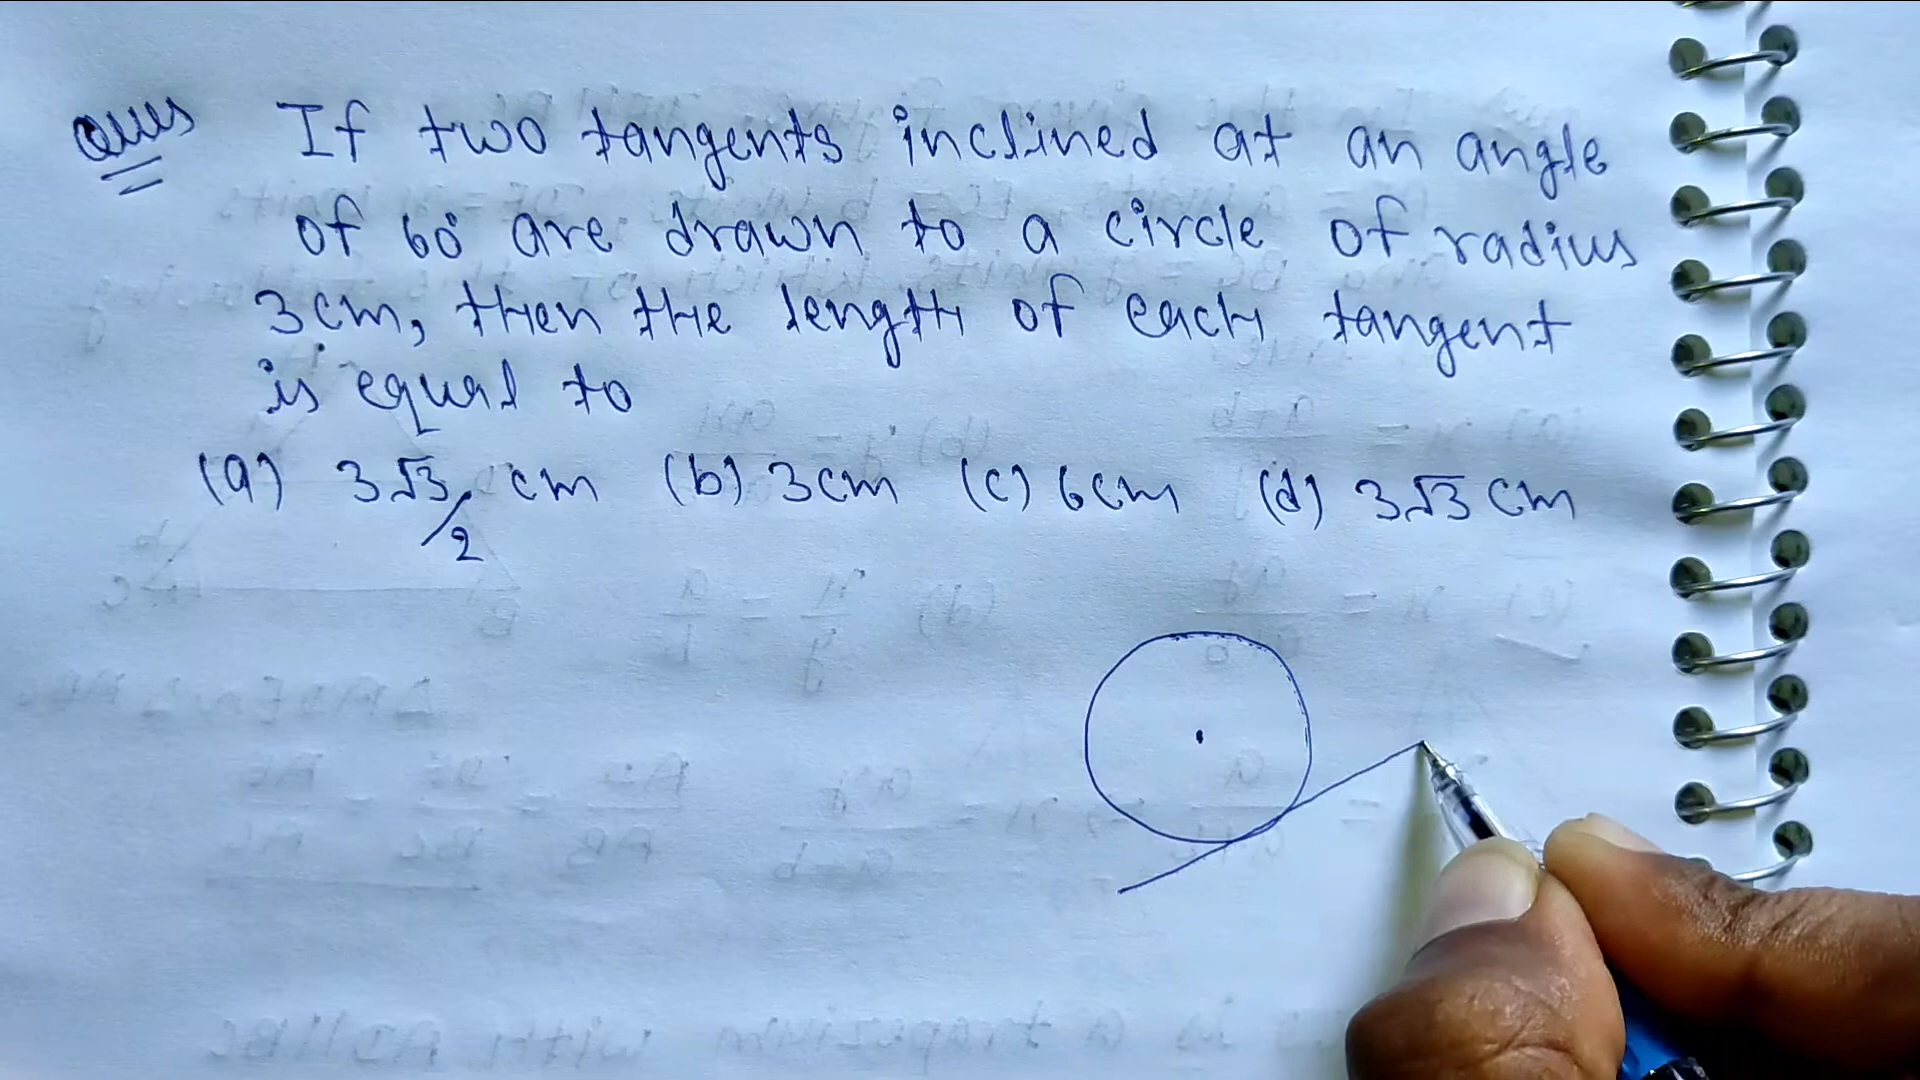 Ques If two tangents inclined at an angle
of 60° are drawn to a circle of radius
3cm, then the length of each tangent
is equal to
(a) 3√3/2 cm (b) 3cm (c) 6cm (d) 3√3 cm